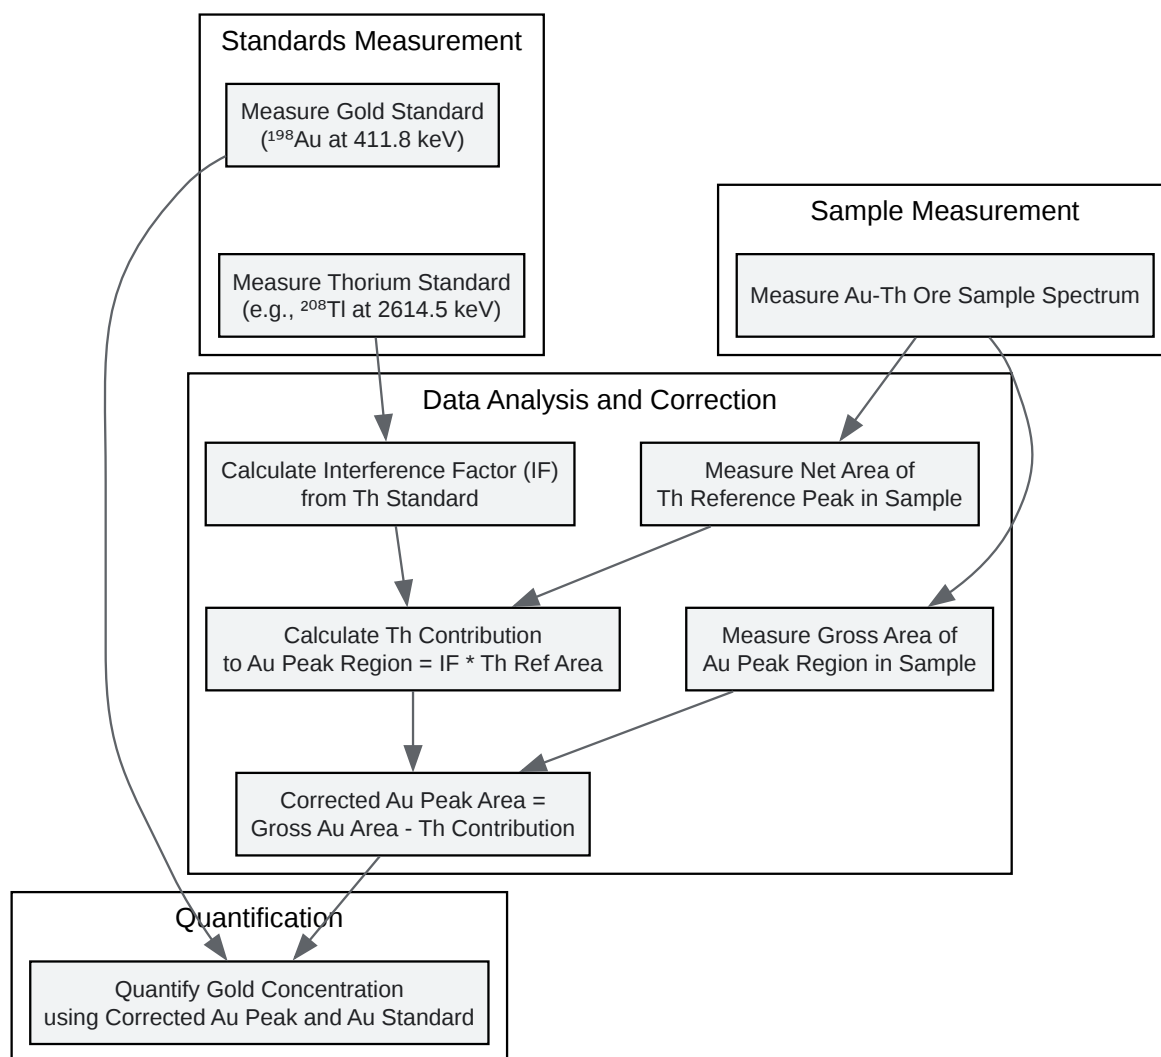 Standards Measurement
Measure Gold Standard
(¹⁹⁸Au at 411.8 keV)
Measure Thorium Standard
(e.g., ²⁰⁸Tl at 2614.5 keV)
Sample Measurement
Measure Au-Th Ore Sample Spectrum
Data Analysis and Correction
Calculate Interference Factor (IF)
from Th Standard
Measure Net Area of
Th Reference Peak in Sample
Calculate Th Contribution
to Au Peak Region = IF * Th Ref Area
Measure Gross Area of
Au Peak Region in Sample
Corrected Au Peak Area =
Gross Au Area - Th Contribution
Quantification
Quantify Gold Concentration
using Corrected Au Peak and Au Standard